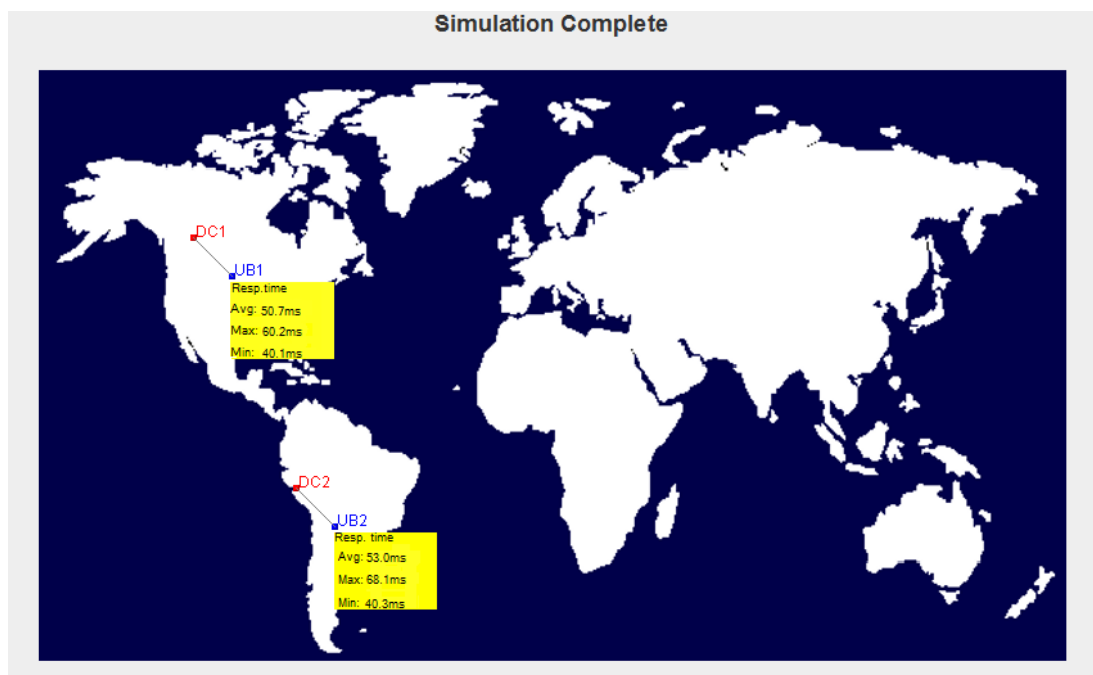 Simulation Complete
DC1
UB1
Resp.time
Avg: 50.7ms
Max: 60.2ms
Min: 40.1ms
DC2
UB2
Resp. time
Avg: 53.0ms
Max: 68.1ms
Min: 40.3ms